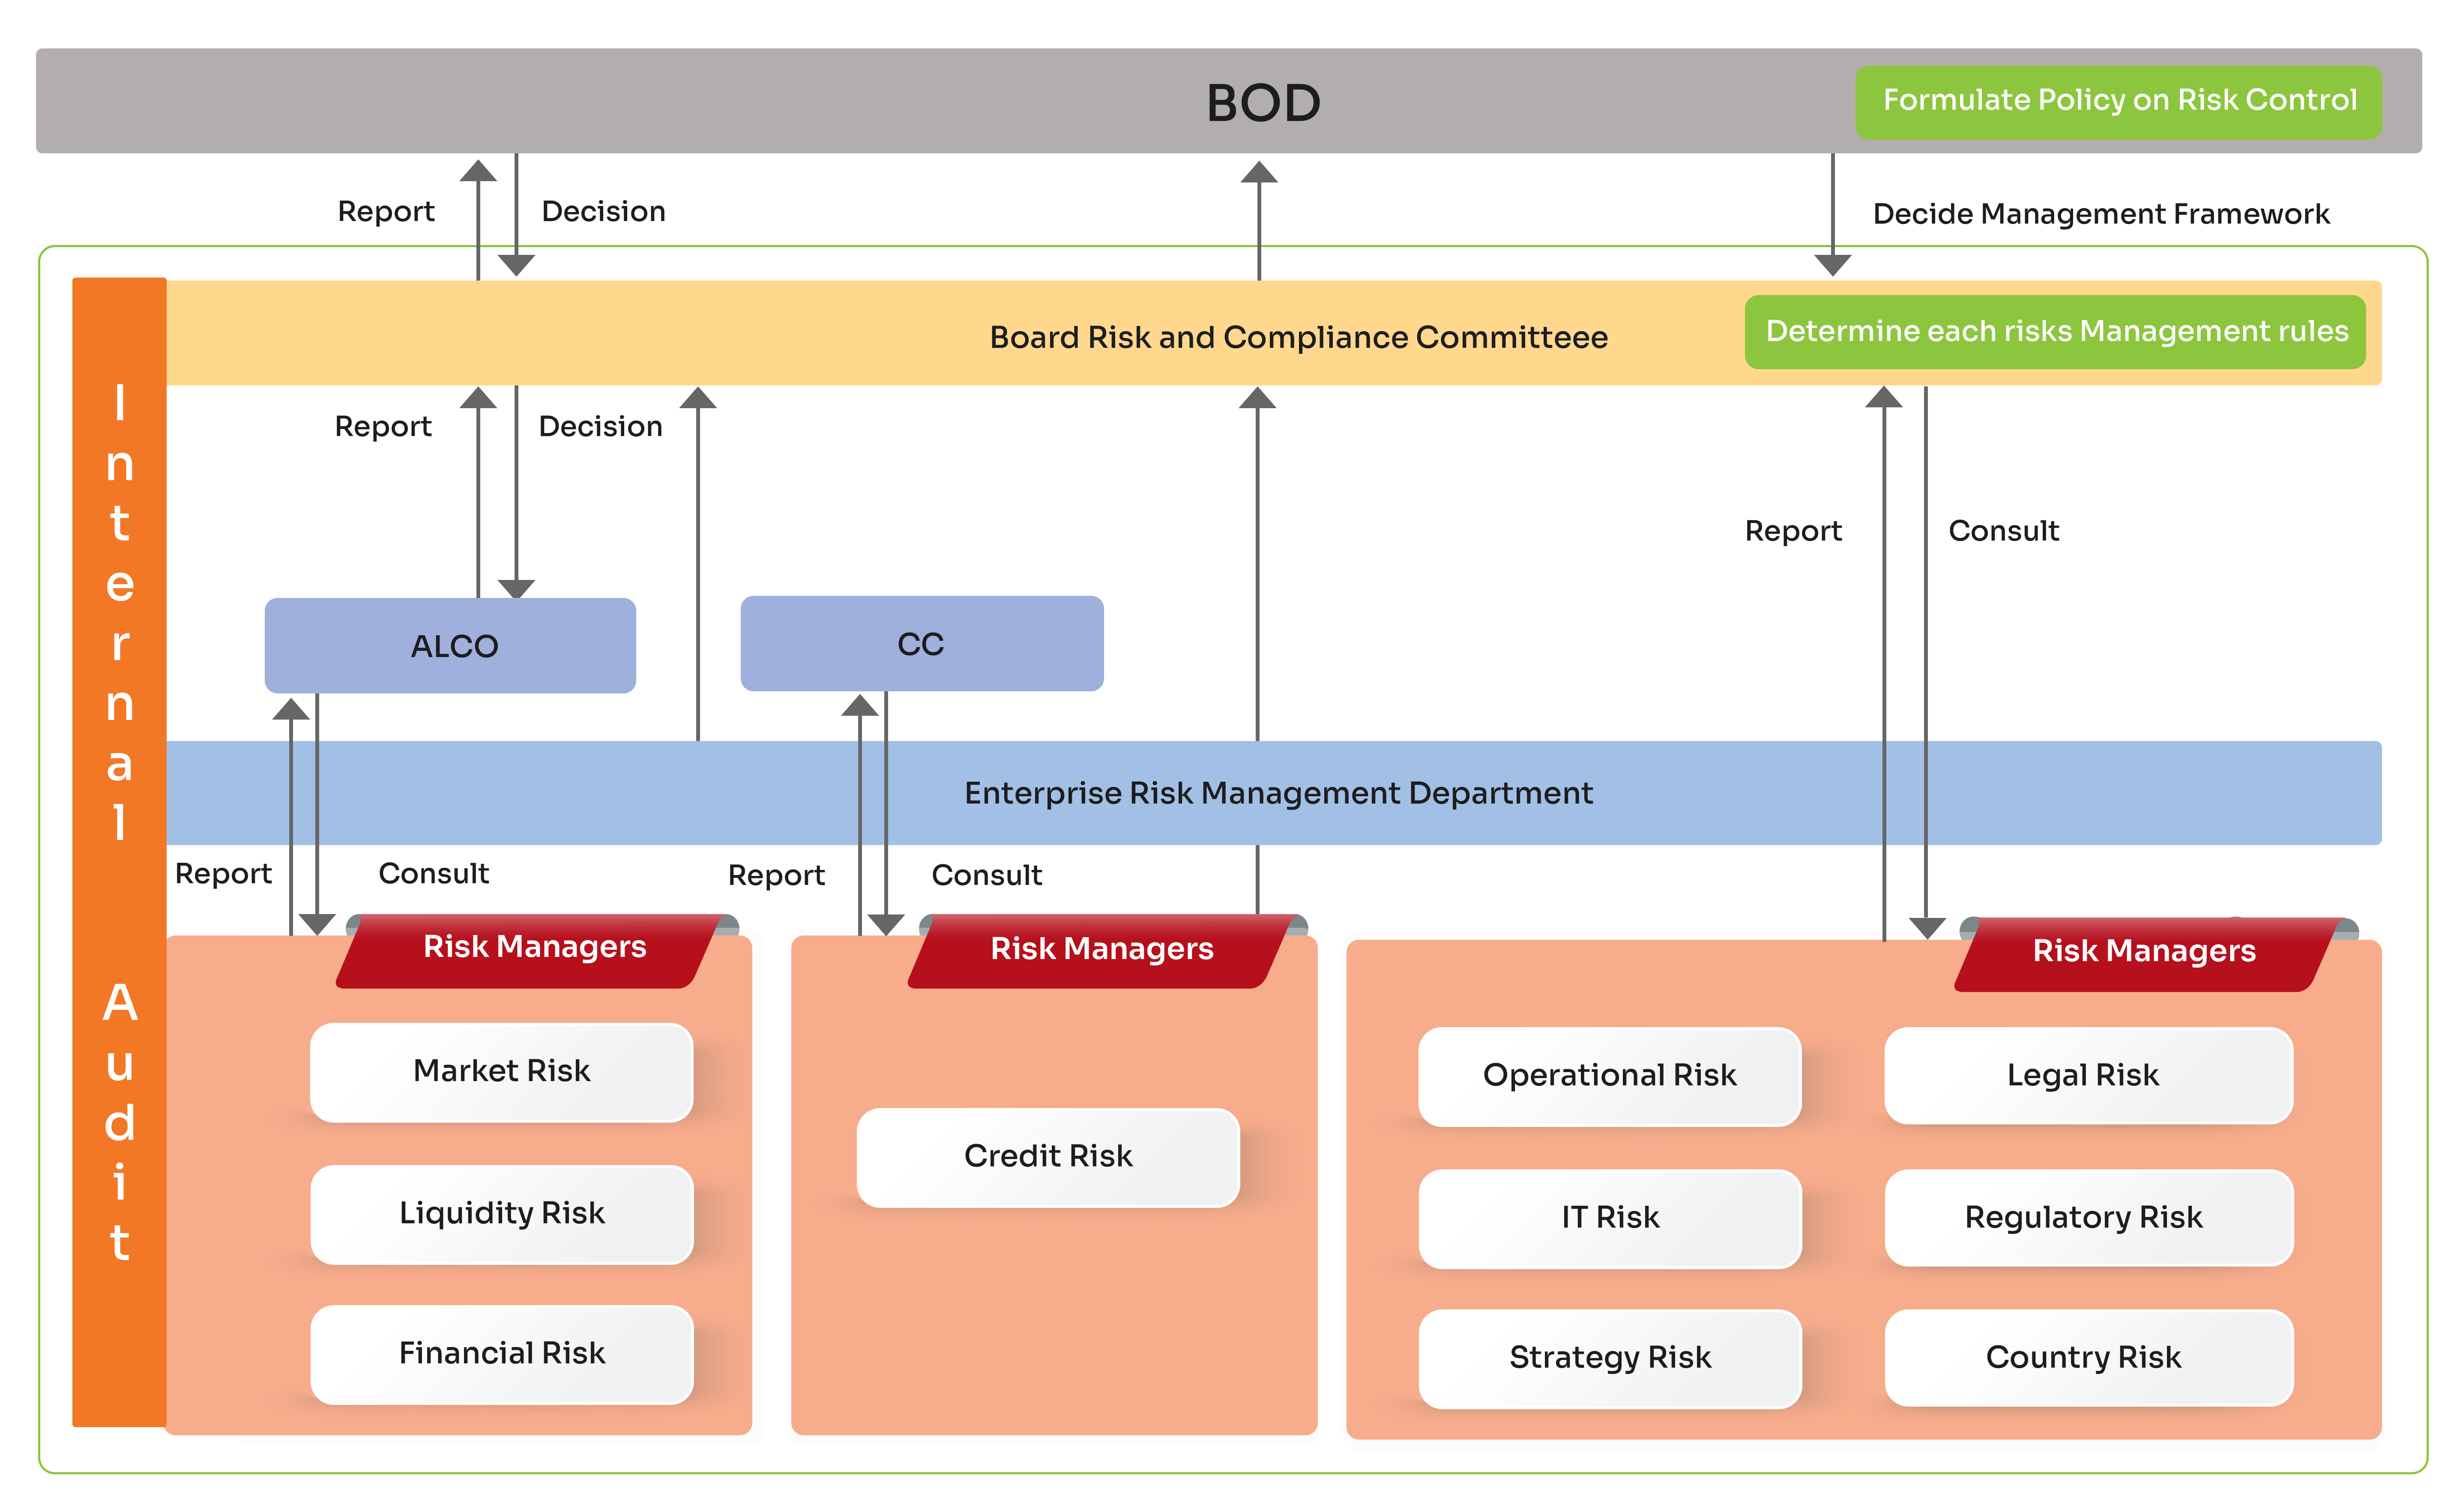 BOD
Formulate Policy on Risk Control
Report
Decision
Decide Management Framework
Internal Audit
Board Risk and Compliance Committeee
Determine each risks Management rules
Report
Decision
Report
Consult
ALCO
CC
Enterprise Risk Management Department
Report
Consult
Report
Consult
Risk Managers
Risk Managers
Risk Managers
Market Risk
Liquidity Risk
Financial Risk
Credit Risk
Operational Risk
Legal Risk
IT Risk
Regulatory Risk
Strategy Risk
Country Risk